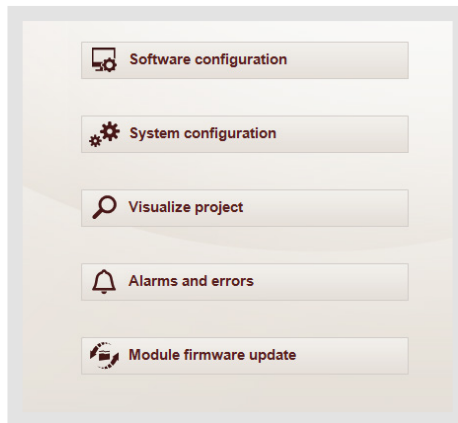 Software configuration
System configuration
Visualize project
Alarms and errors
Module firmware update